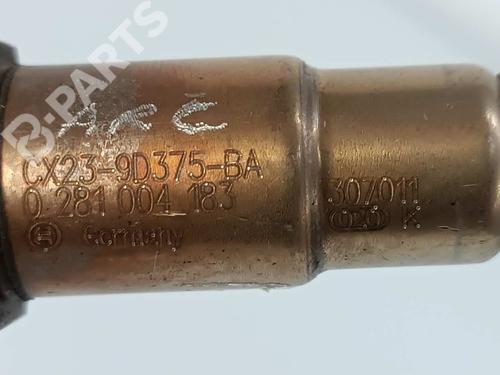 B-PARTS
CX23-9D375-BA
0 281 004 183
Germany
307011
K